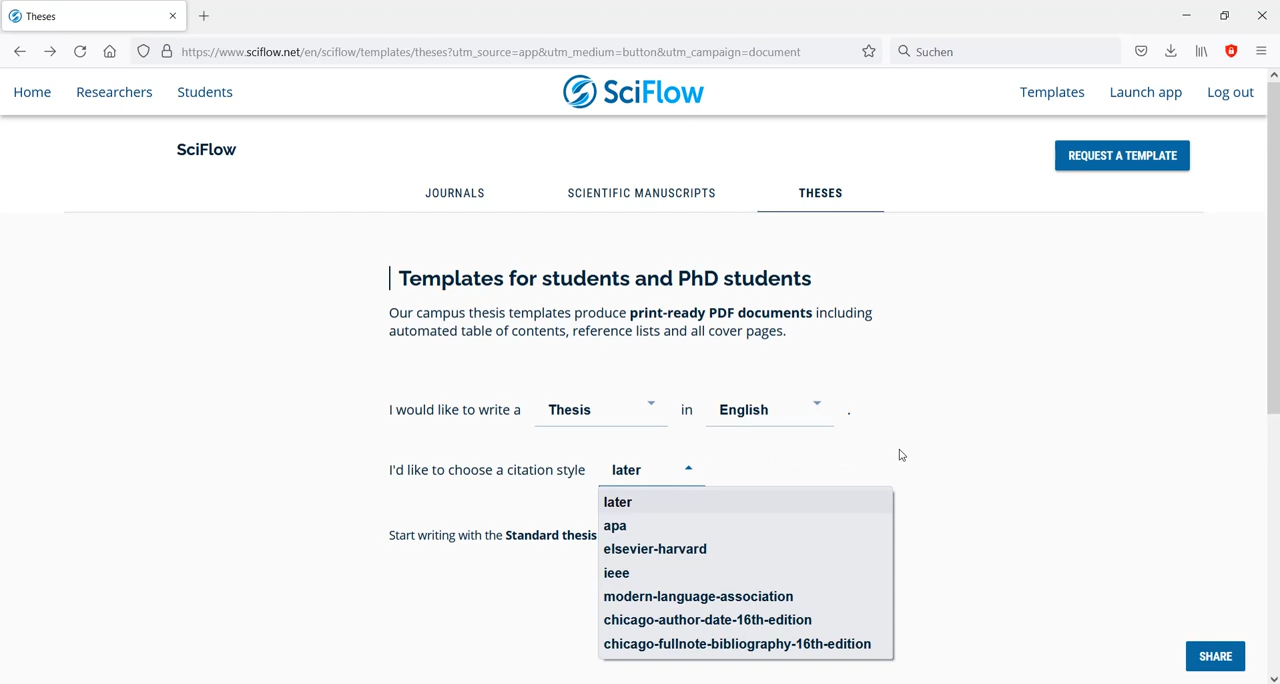 Theses
https://www.sciflow.net/en/sciflow/templates/theses?utm_source=app&utm_medium=button&utm_campaign=document
Suchen
Home Researchers Students
SciFlow
Templates Launch app Log out
SciFlow
REQUEST A TEMPLATE
JOURNALS SCIENTIFIC MANUSCRIPTS THESES
Templates for students and PhD students
Our campus thesis templates produce print-ready PDF documents including
automated table of contents, reference lists and all cover pages.
I would like to write a Thesis in English .
I'd like to choose a citation style later
later
apa
Start writing with the Standard thesis
elsevier-harvard
ieee
modern-language-association
chicago-author-date-16th-edition
chicago-fullnote-bibliography-16th-edition
SHARE